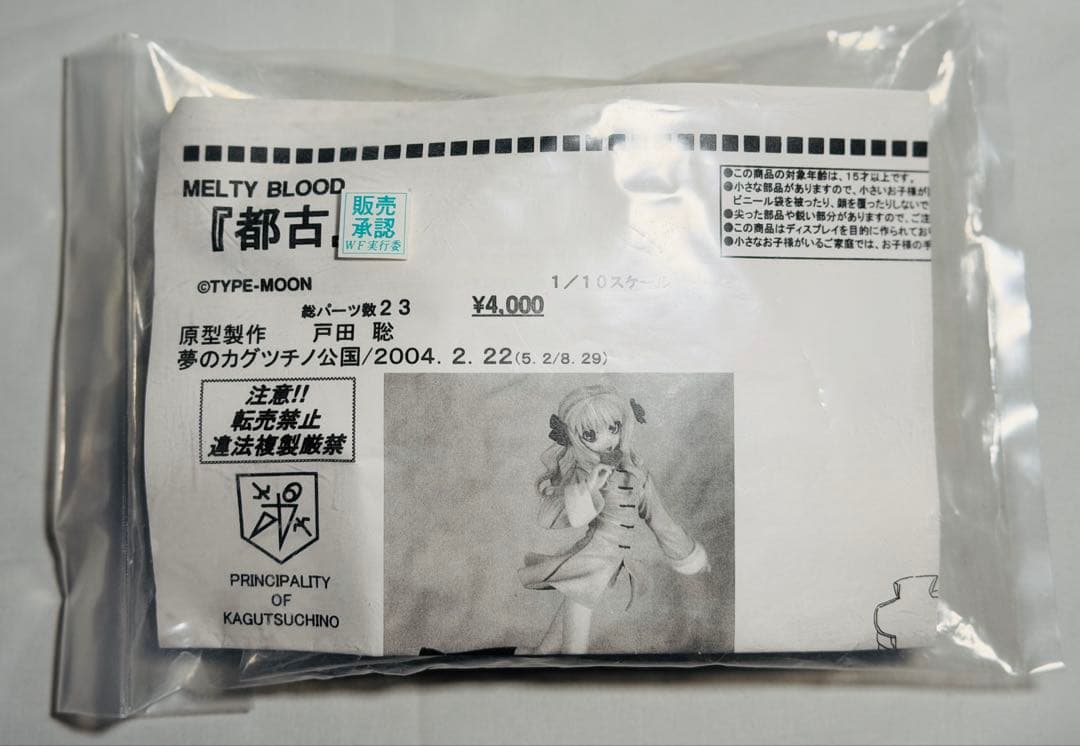 MELTY BLOOD
『都古
販売
承認
WF実行委
●この商品の対象年齢は、15才以上です。
●小さな部品がありますので、小さいお子様が
ビニール袋を被ったり、顔を覆ったりしないで
●尖った部品や鋭い部分がありますので、ご注
●この商品はディスプレイを目的に作られてお
●小さなお子様がいるご家庭では、お子様の手
©TYPE-MOON
1/10スケール
総パーツ数23
¥4,000
原型製作 戸田 聡
夢のカグツチノ公国/2004. 2. 22(5. 2/8. 29)
注意!!
転売禁止
違法複製厳禁
PRINCIPALITY
OF
KAGUTSUCHINO